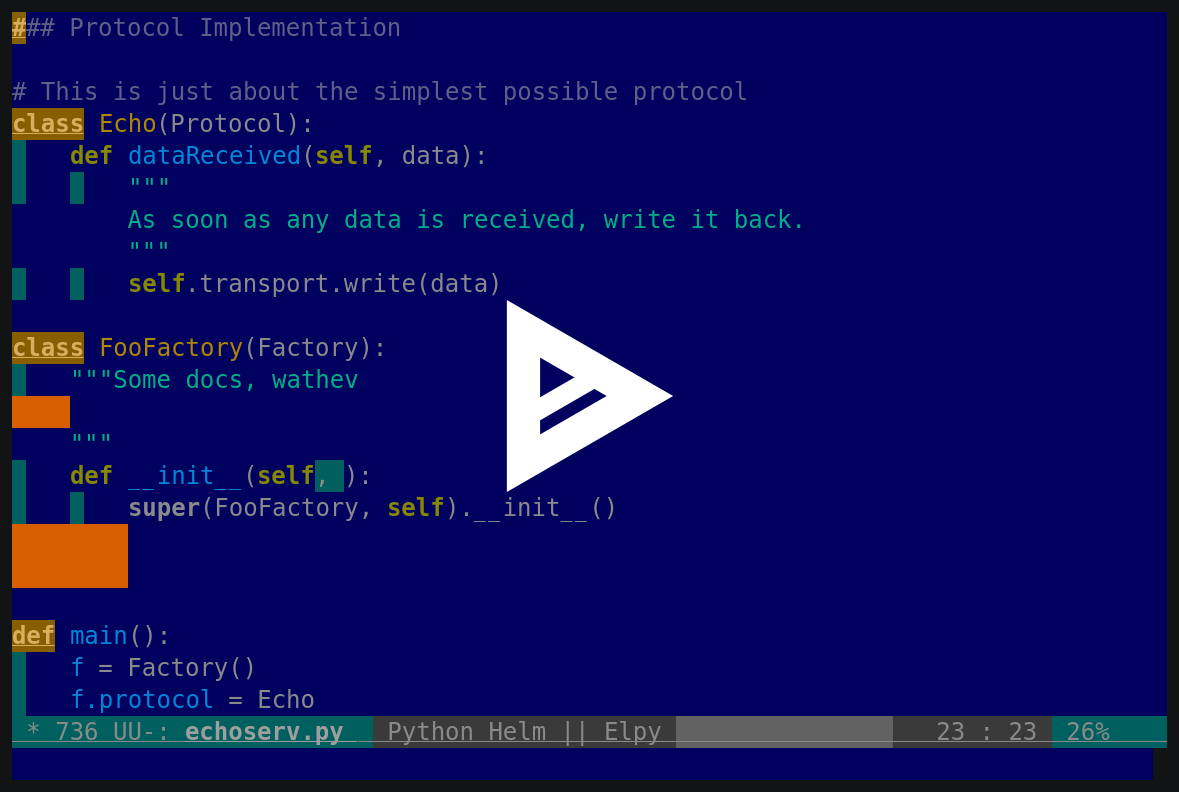 ### Protocol Implementation
# This is just about the simplest possible protocol
class Echo(Protocol):
def dataReceived(self, data):
"""
As soon as any data is received, write it back.
"""
self.transport.write(data)
class FooFactory(Factory):
"""Some docs, wathev
"""
def __init__(self, ):
super(FooFactory, self).__init__()
def main():
f = Factory()
f.protocol = Echo
* 736 UU-: echoserv.py Python Helm || Elpy 23 : 23 26%